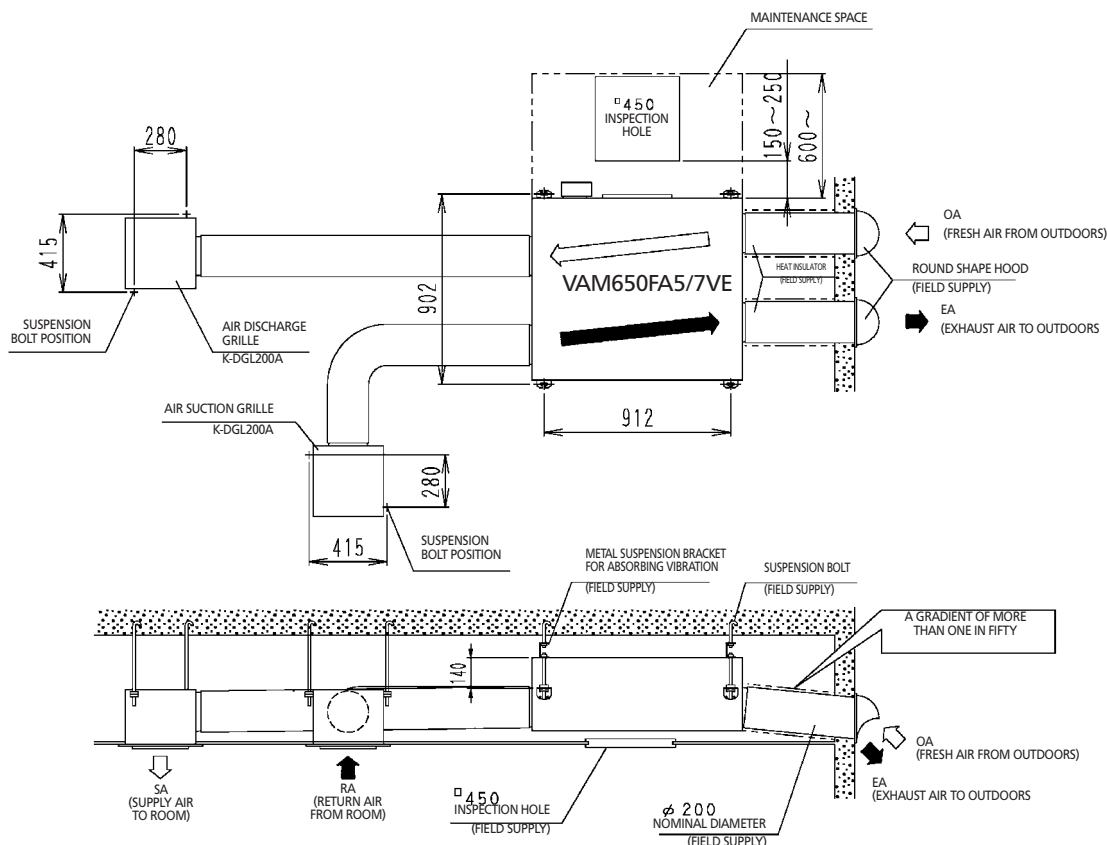 MAINTENANCE SPACE
□450
INSPECTION
HOLE
150～250
600～
280
415
902
912
OA
(FRESH AIR FROM OUTDOORS)
HEAT INSULATOR
(FIELD SUPPLY)
VAM650FA5/7VE
ROUND SHAPE HOOD
(FIELD SUPPLY)
EA
(EXHAUST AIR TO OUTDOORS
SUSPENSION
BOLT POSITION
AIR DISCHARGE
GRILLE
K-DGL200A
AIR SUCTION GRILLE
K-DGL200A
280
415
SUSPENSION
BOLT POSITION
METAL SUSPENSION BRACKET
FOR ABSORBING VIBRATION
(FIELD SUPPLY)
SUSPENSION BOLT
(FIELD SUPPLY)
A GRADIENT OF MORE
THAN ONE IN FIFTY
140
OA
(FRESH AIR FROM OUTDOORS)
EA
(EXHAUST AIR TO OUTDOORS
SA
(SUPPLY AIR
TO ROOM)
RA
(RETURN AIR
FROM ROOM)
□450
INSPECTION HOLE
(FIELD SUPPLY)
ϕ200
NOMINAL DIAMETER
(FIELD SUPPLY)